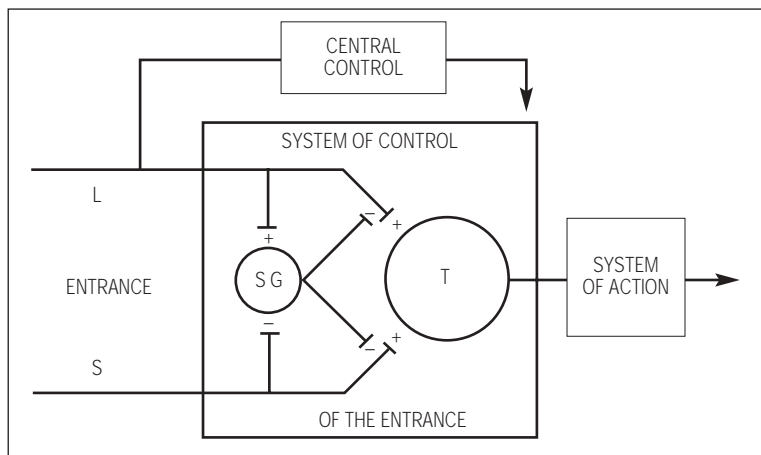 CENTRAL
CONTROL
SYSTEM OF CONTROL
L
–
+
+
S G
T
SYSTEM
OF ACTION
ENTRANCE
–
–
+
S
OF THE ENTRANCE